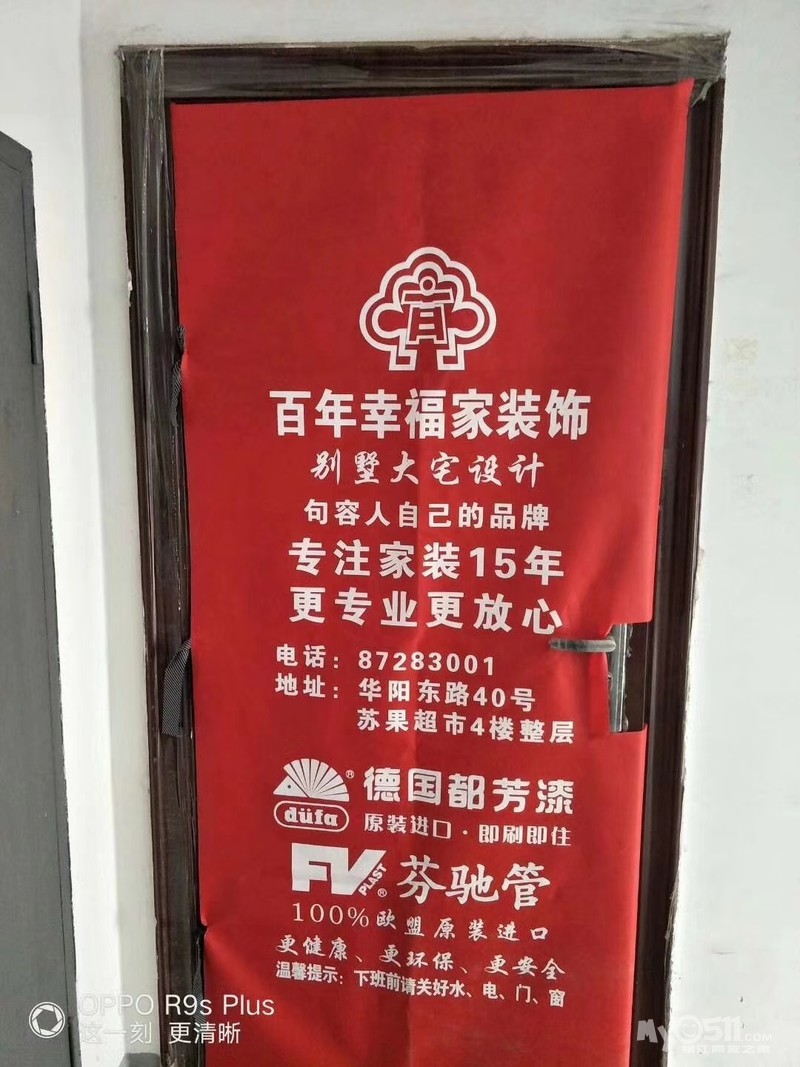 百年幸福家装饰
别墅大宅设计
句容人自己的品牌
专注家装15年
更专业更放心
电话：87283001
地址：华阳东路40号
苏果超市4楼整层
düfa® 德国都芳漆
原装进口·即刷即住
FV PLAST® 芬驰管
100%欧盟原装进口
更健康、更环保、更安全
温馨提示：下班前请关好水、电、门、窗
OPPO R9s Plus
这一刻 更清晰
My0511.COM